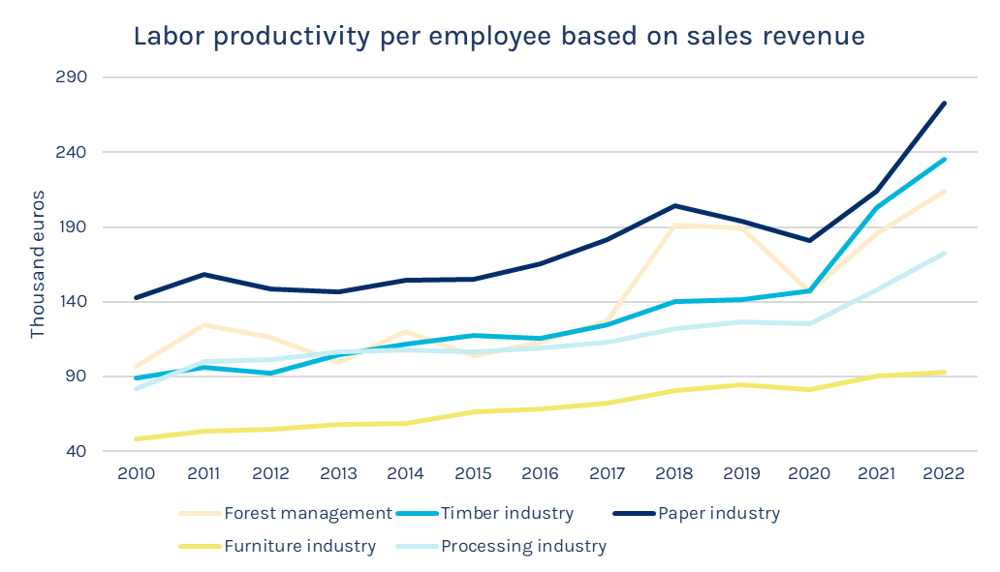 Labor productivity per employee based on sales revenue
Thousand euros
290
240
190
140
90
40
2010 2011 2012 2013 2014 2015 2016 2017 2018 2019 2020 2021 2022
Forest management Timber industry Paper industry
Furniture industry Processing industry